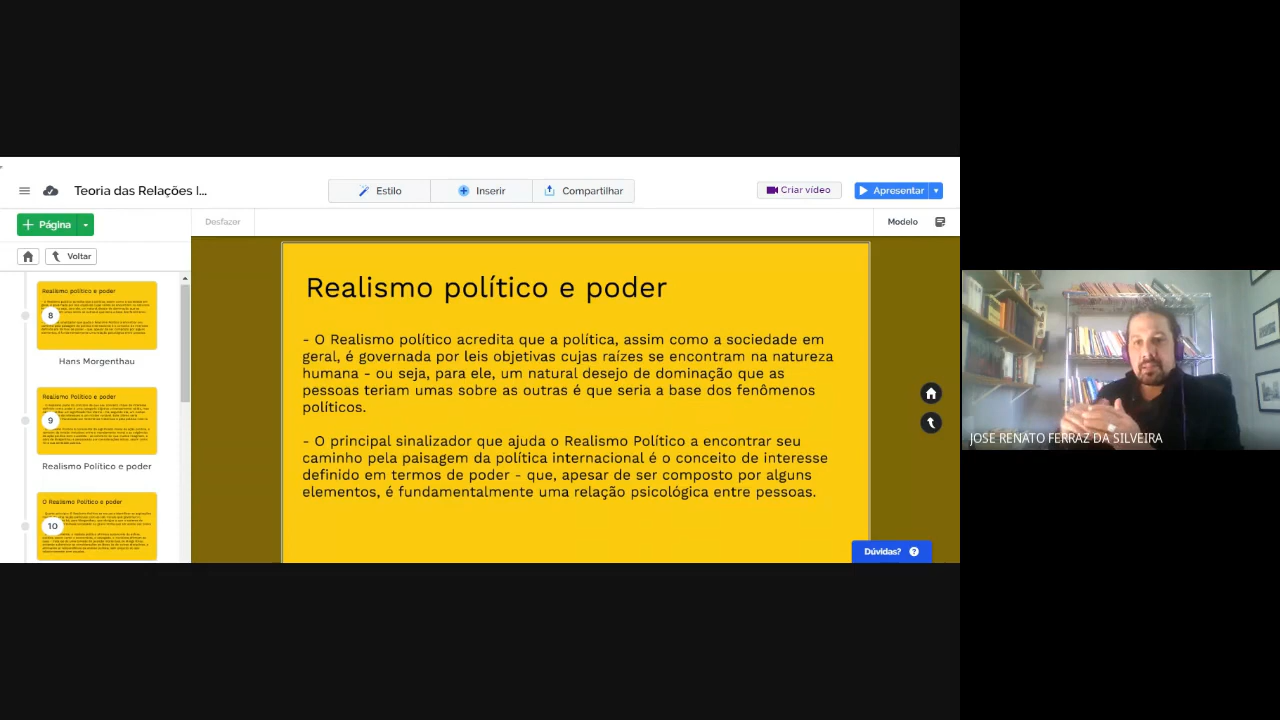 Teoria das Relações I...
Estilo
Inserir
Compartilhar
Criar vídeo
Apresentar
Página
Desfazer
Modelo
Voltar
Realismo político e poder
8
Hans Morgenthau
Realismo Político e poder
9
Realismo Político e poder
O Realismo Político e poder
10
Realismo político e poder
- O Realismo político acredita que a política, assim como a sociedade em
geral, é governada por leis objetivas cujas raízes se encontram na natureza
humana - ou seja, para ele, um natural desejo de dominação que as
pessoas teriam umas sobre as outras é que seria a base dos fenômenos
políticos.
- O principal sinalizador que ajuda o Realismo Político a encontrar seu
caminho pela paisagem da política internacional é o conceito de interesse
definido em termos de poder - que, apesar de ser composto por alguns
elementos, é fundamentalmente uma relação psicológica entre pessoas.
Dúvidas? ?
JOSE RENATO FERRAZ DA SILVEIRA